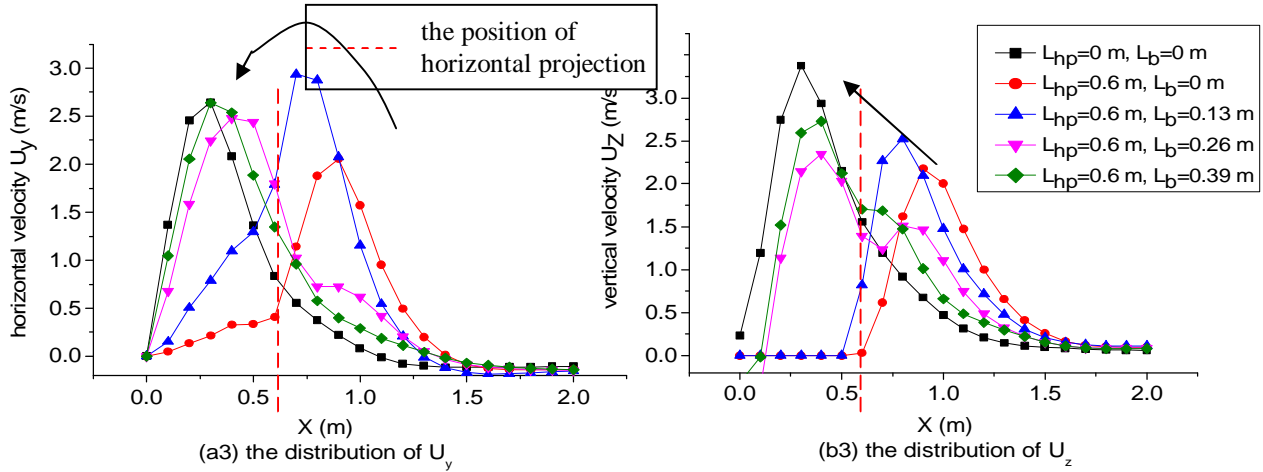 the position of
horizontal projection
horizontal velocity Uy (m/s)
3.0
2.5
2.0
1.5
1.0
0.5
0.0
0.0 0.5 1.0 1.5 2.0
X (m)
(a3) the distribution of Uy
vertical velocity UZ (m/s)
3.0
2.5
2.0
1.5
1.0
0.5
0.0
0.0 0.5 1.0 1.5 2.0
X (m)
(b3) the distribution of Uz
Lhp=0 m, Lb=0 m
Lhp=0.6 m, Lb=0 m
Lhp=0.6 m, Lb=0.13 m
Lhp=0.6 m, Lb=0.26 m
Lhp=0.6 m, Lb=0.39 m